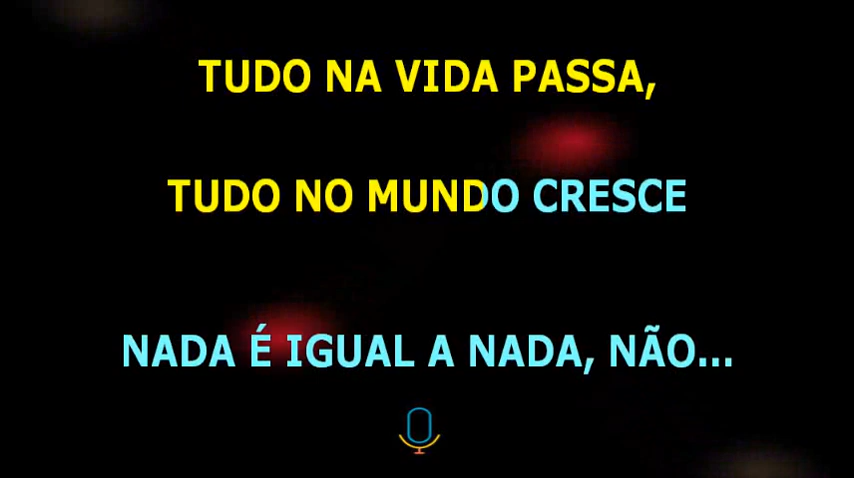 TUDO NA VIDA PASSA,
TUDO NO MUNDO CRESCE
NADA É IGUAL A NADA, NÃO...